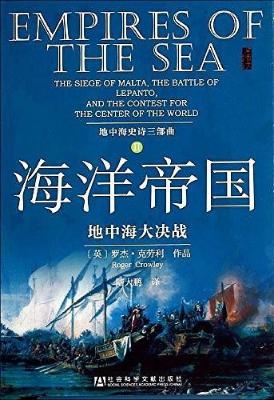 EMPIRES OF
THE SEA
THE SIEGE OF MALTA, THE BATTLE OF
LEPANTO,
AND THE CONTEST FOR
THE CENTER OF THE WORLD
地中海史诗三部曲
II
海洋帝国
地中海大决战
〔英〕罗杰·克劳利 作品
Roger Crowley
大鹏 译
社会科学文献出版社
SOCIAL SCIENCES ACADEMIC PRESS (CHINA)